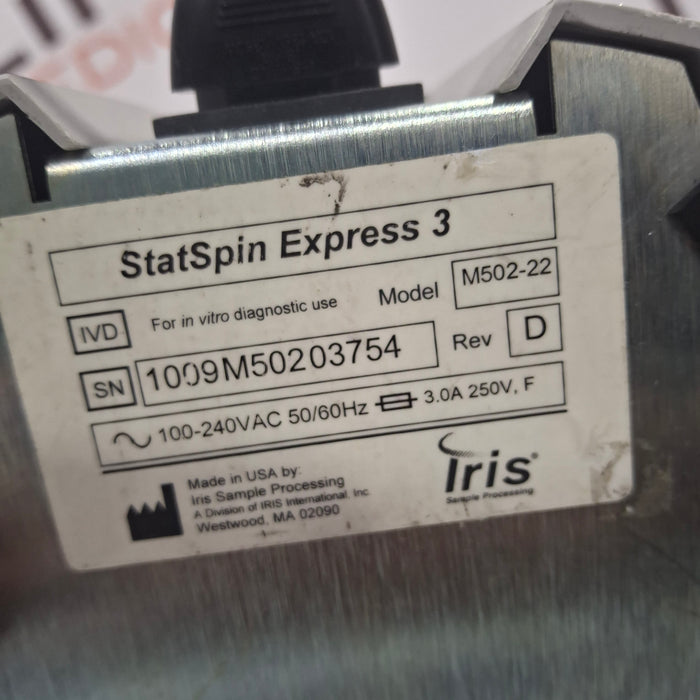 StatSpin Express 3
IVD For in vitro diagnostic use Model M502-22
SN 1009M50203754 Rev D
100-240VAC 50/60Hz 3.0A 250V, F
Made in USA by:
Iris Sample Processing
A Division of IRIS International, Inc
Westwood, MA 02090
Iris®
Sample Processing